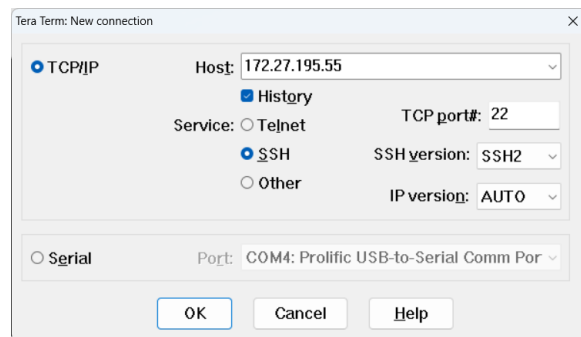 Tera Term: New connection
TCP/IP
Host: 172.27.195.55
History
Service: Telnet
TCP port#: 22
SSH
SSH version: SSH2
Other
IP version: AUTO
Serial
Port: COM4: Prolific USB-to-Serial Comm Por
OK
Cancel
Help